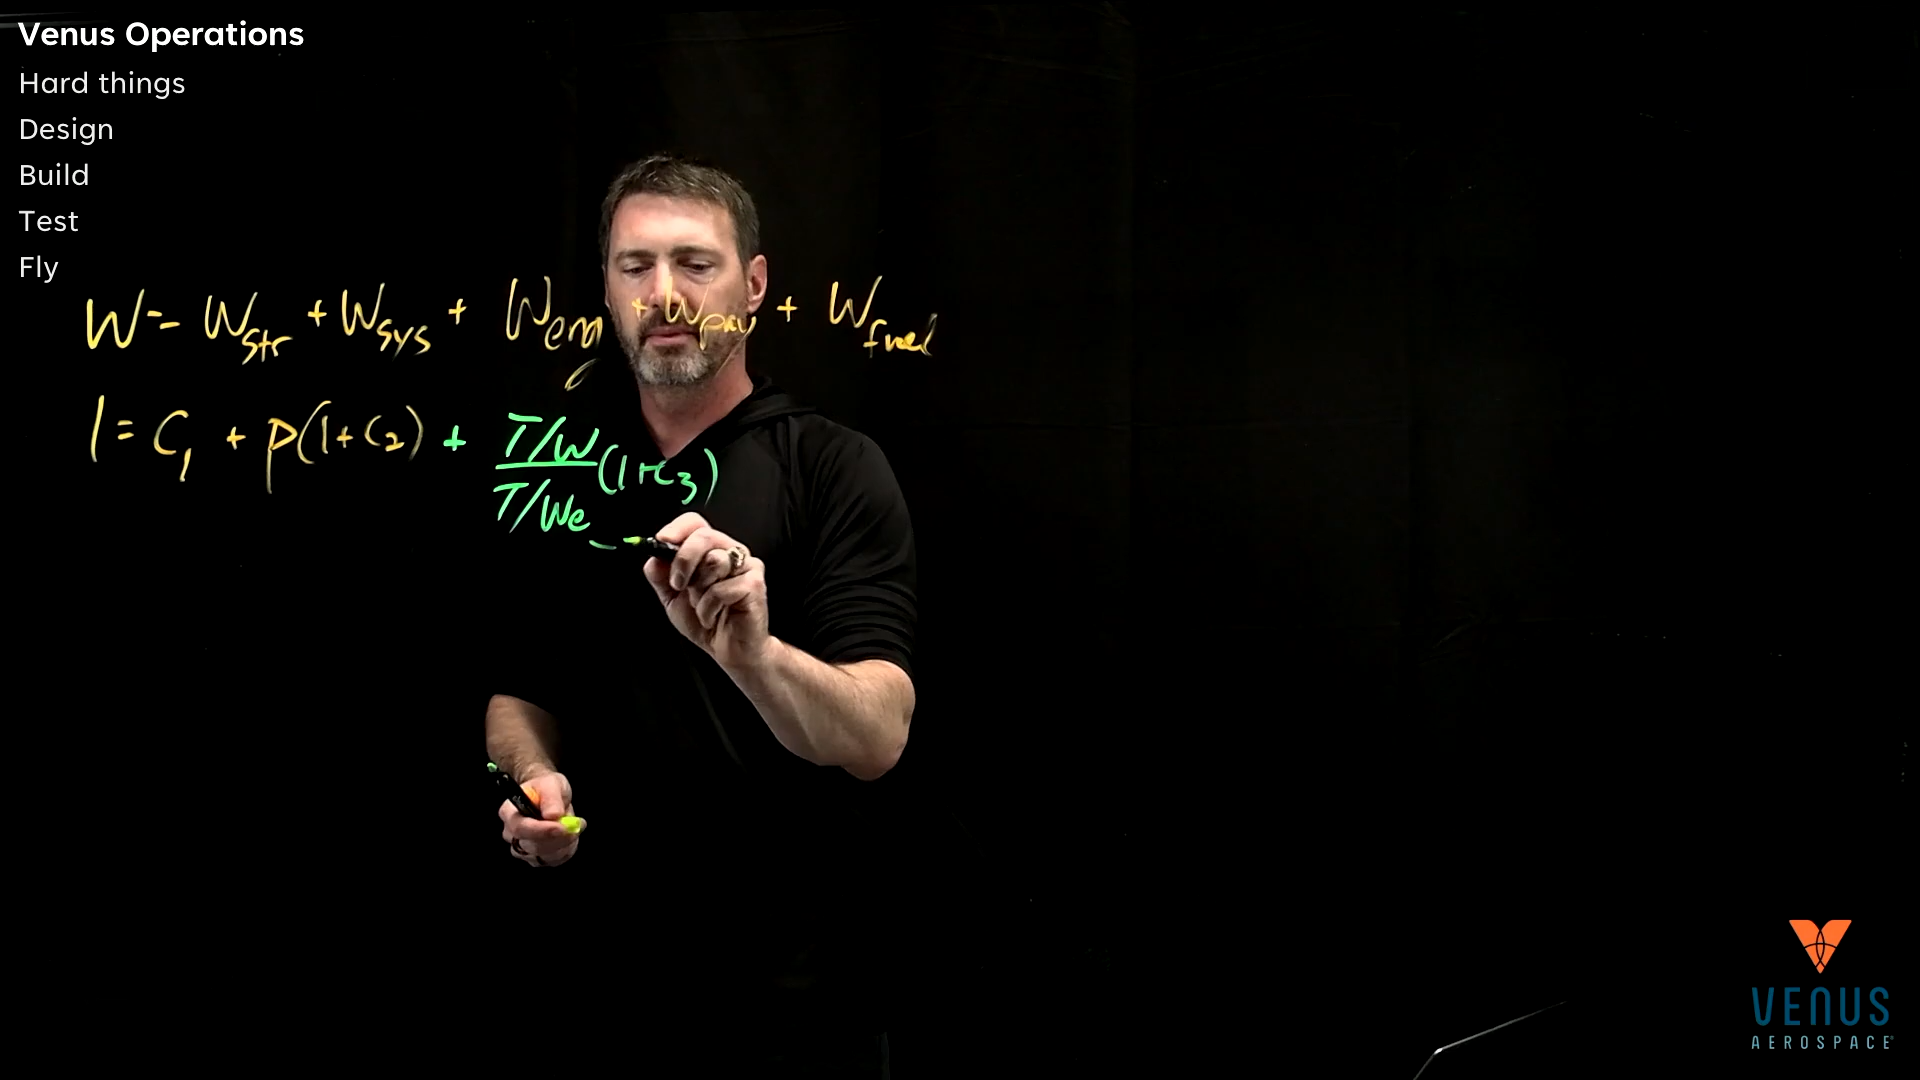 Venus Operations
Hard things
Design
Build
Test
Fly
W = Wstr + Wsys + Weng + Wpay + Wfuel
1 = C1 + p(1+C2) + T/W
T/We
(1+C3)
VENUS
AEROSPACE